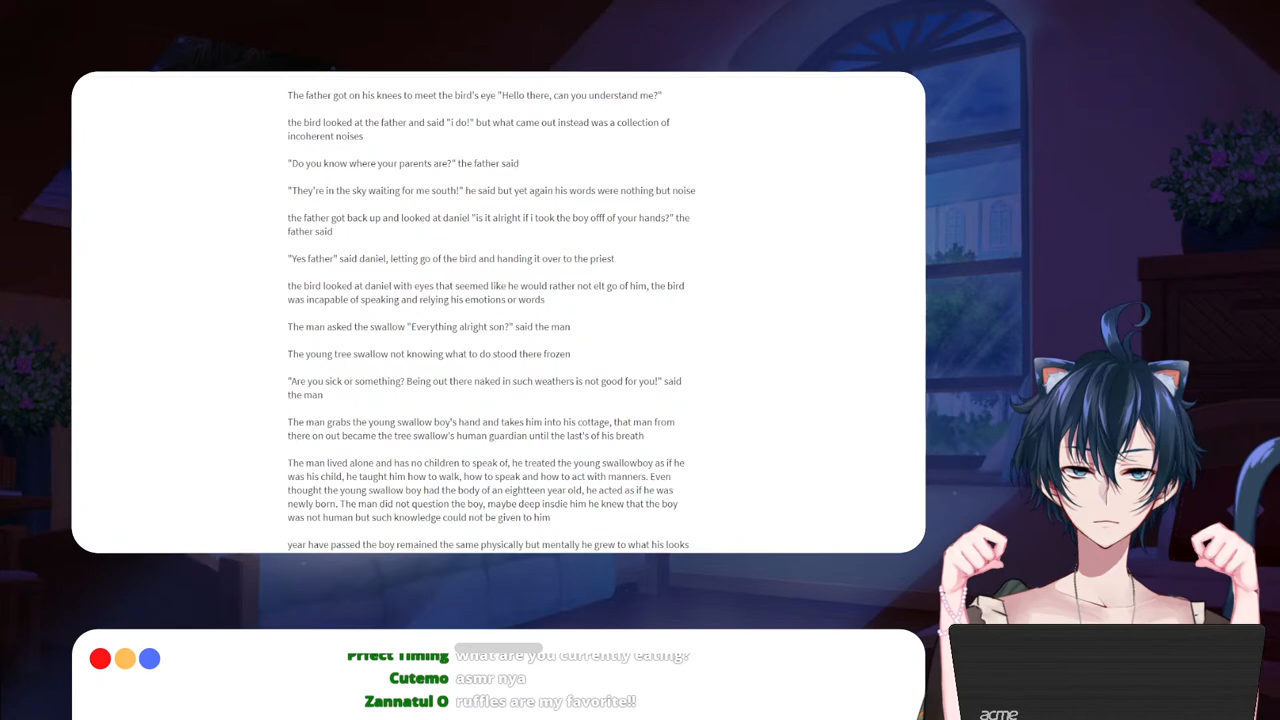 The father got on his knees to meet the bird's eye "Hello there, can you understand me?"
the bird looked at the father and said "i do!" but what came out instead was a collection of
incoherent noises
"Do you know where your parents are?" the father said
"They're in the sky waiting for me south!" he said but yet again his words were nothing but noise
the father got back up and looked at daniel "is it alright if i took the boy offf of your hands?" the
father said
"Yes father" said daniel, letting go of the bird and handing it over to the priest
the bird looked at daniel with eyes that seemed like he would rather not elt go of him, the bird
was incapable of speaking and relying his emotions or words
The man asked the swallow "Everything alright son?" said the man
The young tree swallow not knowing what to do stood there frozen
"Are you sick or something? Being out there naked in such weathers is not good for you!" said
the man
The man grabs the young swallow boy's hand and takes him into his cottage, that man from
there on out became the tree swallow's human guardian until the last's of his breath
The man lived alone and has no children to speak of, he treated the young swallowboy as if he
was his child, he taught him how to walk, how to speak and how to act with manners. Even
thought the young swallow boy had the body of an eightteen year old, he acted as if he was
newly born. The man did not question the boy, maybe deep insdie him he knew that the boy
was not human but such knowledge could not be given to him
year have passed the boy remained the same physically but mentally he grew to what his looks
Prfect Timing what are you currently eating?
Cutemo asmr nya
Zannatul O ruffles are my favorite!!
acme